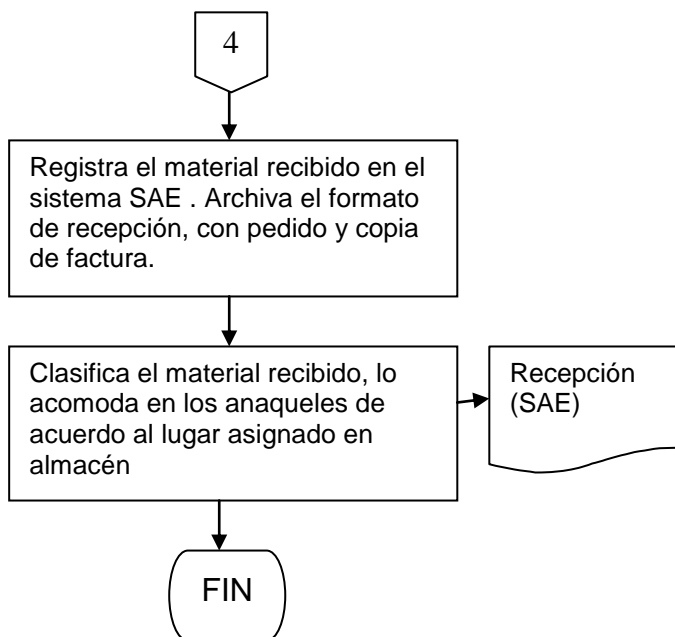 4
Registra el material recibido en el
sistema SAE . Archiva el formato
de recepción, con pedido y copia
de factura.
Clasifica el material recibido, lo
acomoda en los anaqueles de
acuerdo al lugar asignado en
almacén
Recepción
(SAE)
FIN